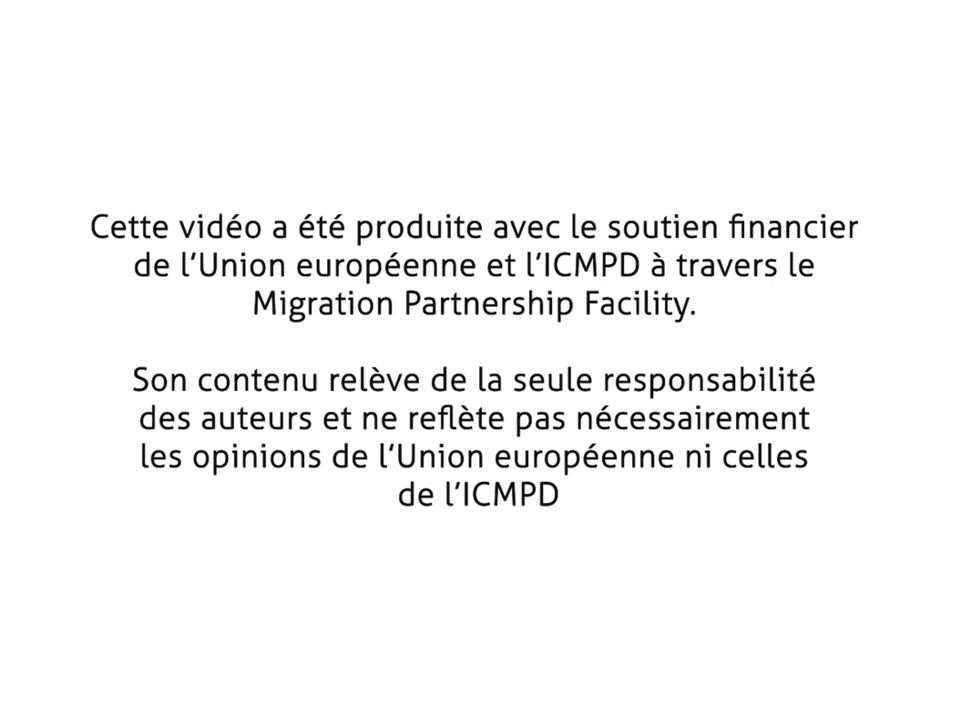 Cette vidéo a été produite avec le soutien financier
de l’Union européenne et l’ICMPD à travers le
Migration Partnership Facility.
Son contenu relève de la seule responsabilité
des auteurs et ne reflète pas nécessairement
les opinions de l’Union européenne ni celles
de l’ICMPD